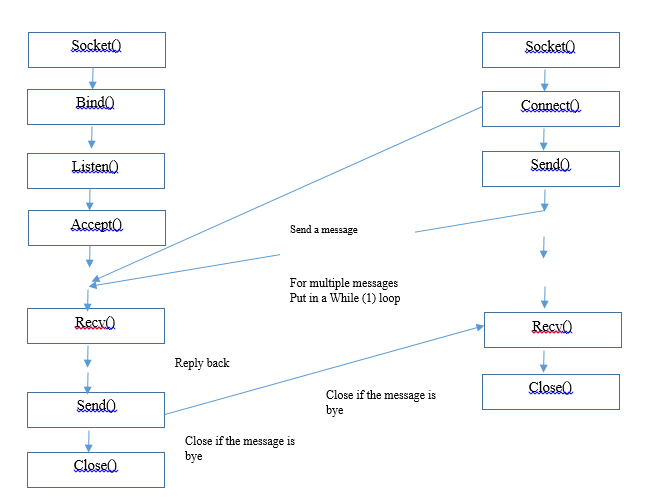 Socket()
Bind()
Listen()
Accept()
Recv()
Send()
Close()
Send a message
For multiple messages
Put in a While (1) loop
Reply back
Close if the message is
bye
Close if the message is
bye
Socket()
Connect()
Send()
Recv()
Close()